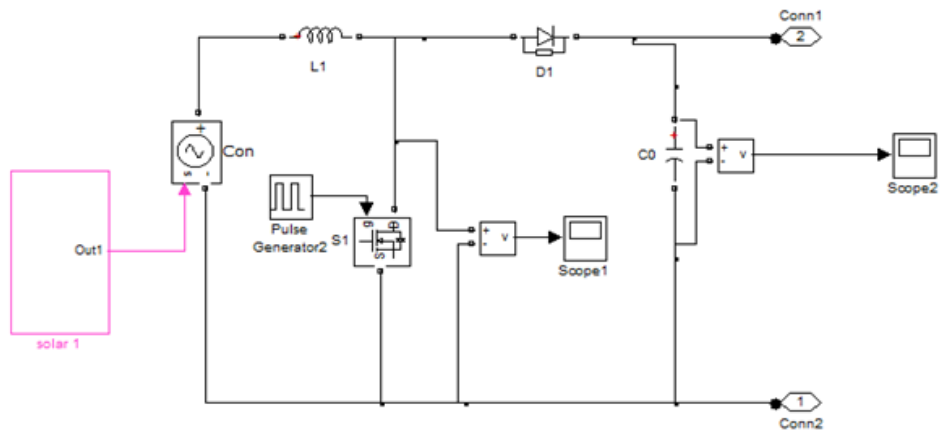 Conn1
2
L1
D1
+
Con
s
-
C0
+
-
v
Scope2
Out1
Pulse
Generator2
g
D
S1
S
+
-
v
Scope1
solar 1
1
Conn2